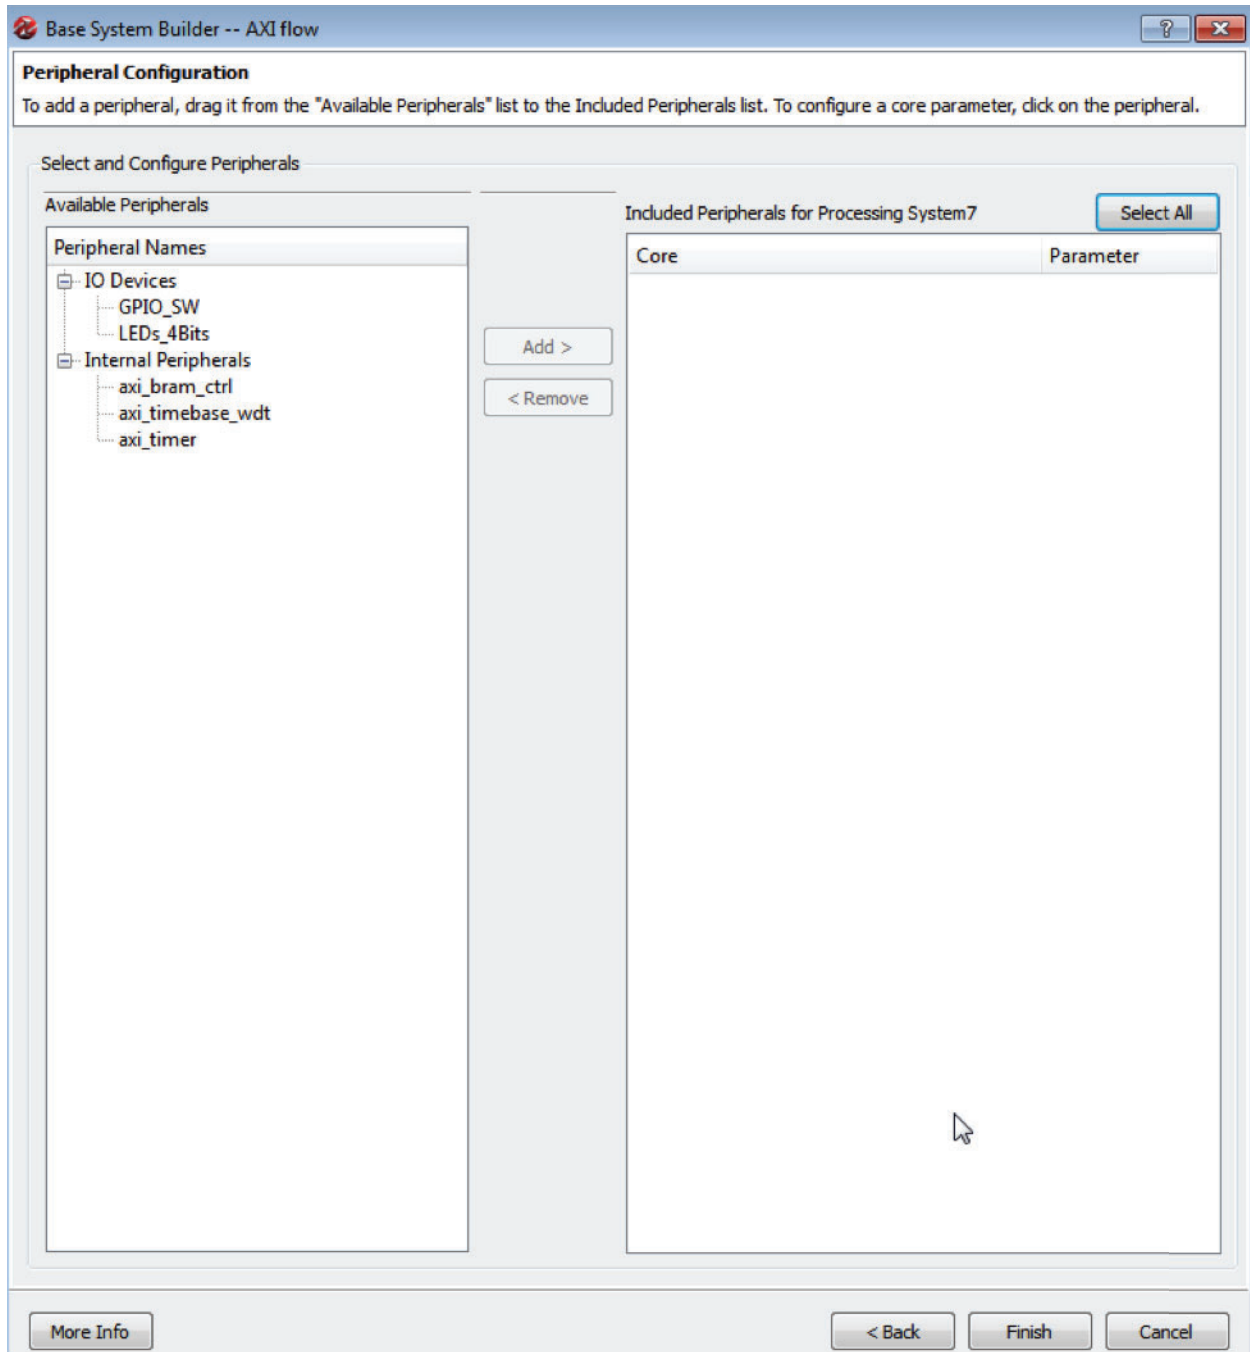 Base System Builder -- AXI flow
?
Peripheral Configuration
To add a peripheral, drag it from the "Available Peripherals" list to the Included Peripherals list. To configure a core parameter, click on the peripheral.
Select and Configure Peripherals
Available Peripherals
Peripheral Names
IO Devices
GPIO_SW
LEDs_4Bits
Internal Peripherals
axi_bram_ctrl
axi_timebase_wdt
axi_timer
Add >
< Remove
Included Peripherals for Processing System7
Select All
Core Parameter
More Info
< Back
Finish
Cancel